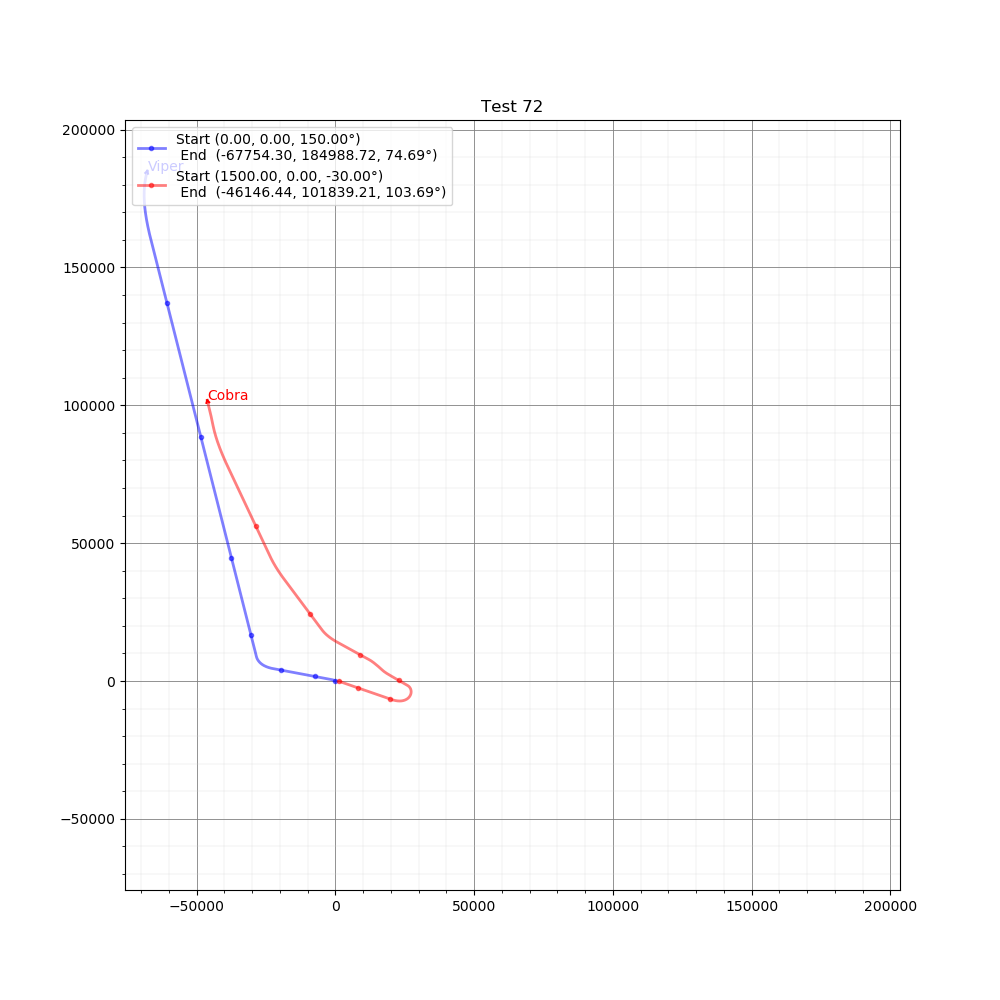 Test 72
200000
150000
100000
50000
0
−50000
Start (0.00, 0.00, 150.00°)
End (-67754.30, 184988.72, 74.69°)
Start (1500.00, 0.00, -30.00°)
End (-46146.44, 101839.21, 103.69°)
Viper
Cobra
−50000 0 50000 100000 150000 200000